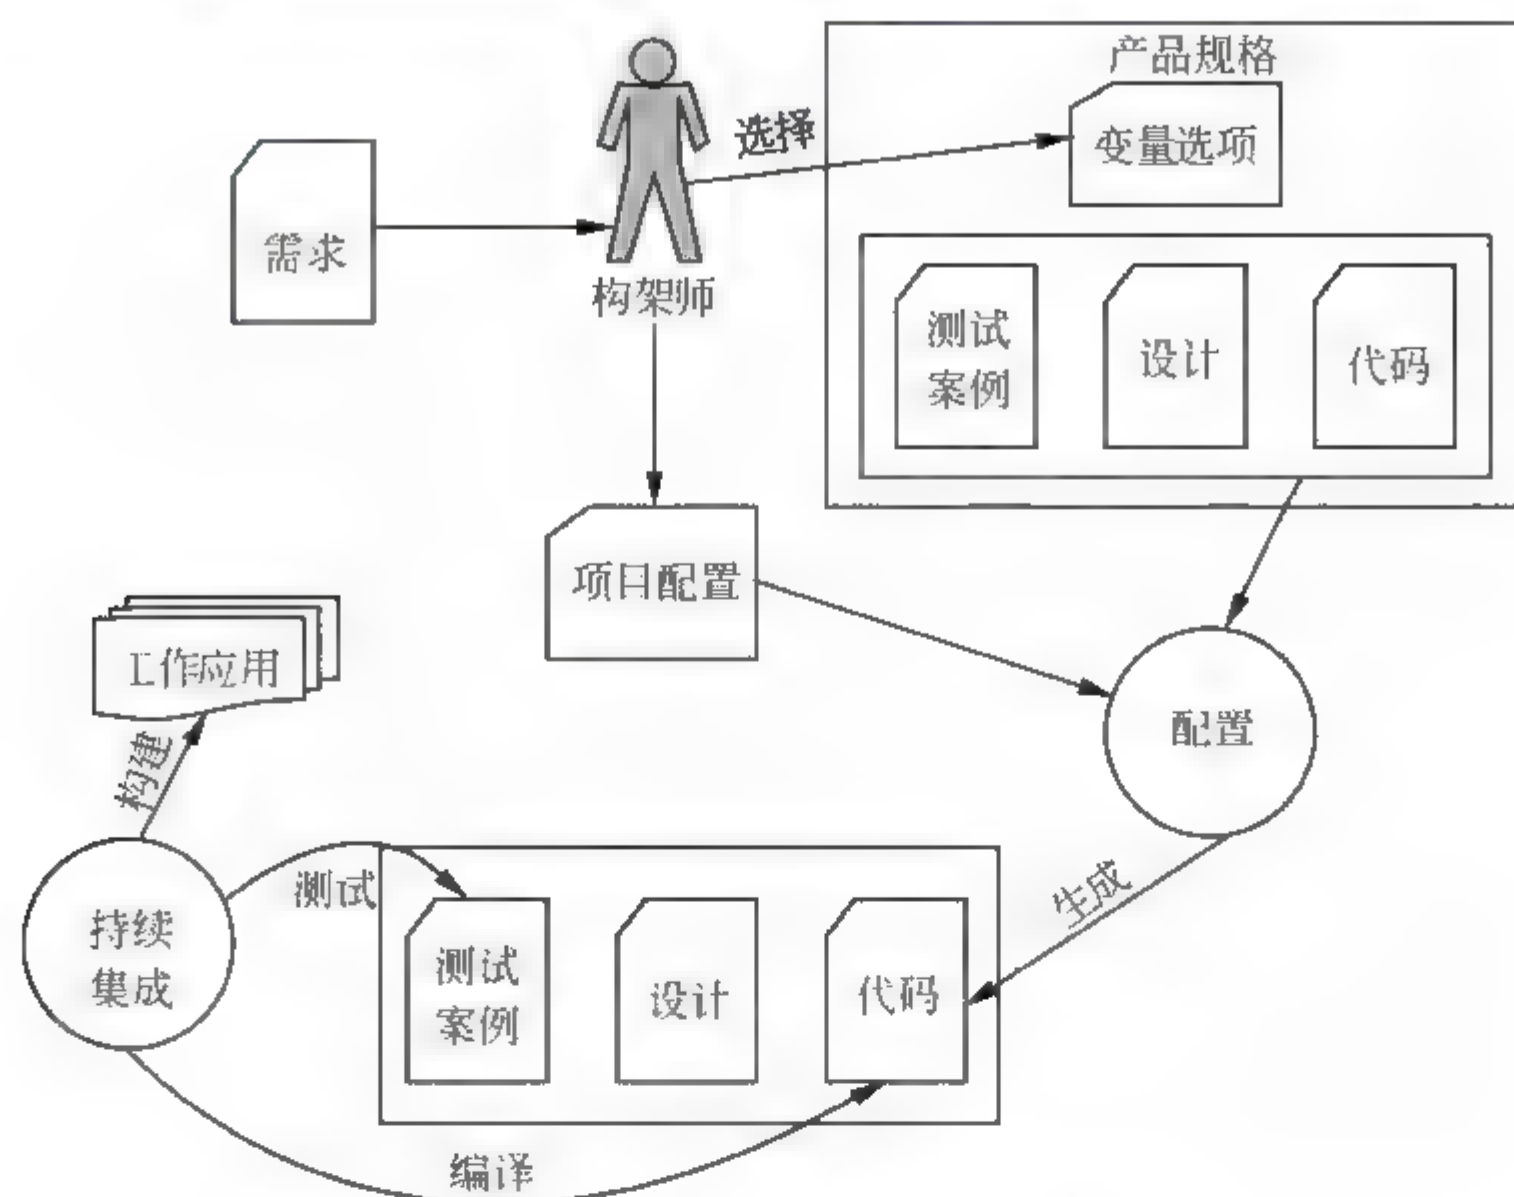 产品规格
选择
变量选项
需求
构架师
测试
案例
设计
代码
项目配置
工作应用
配置
构建
测试
生成
持续
集成
测试
案例
设计
代码
编译